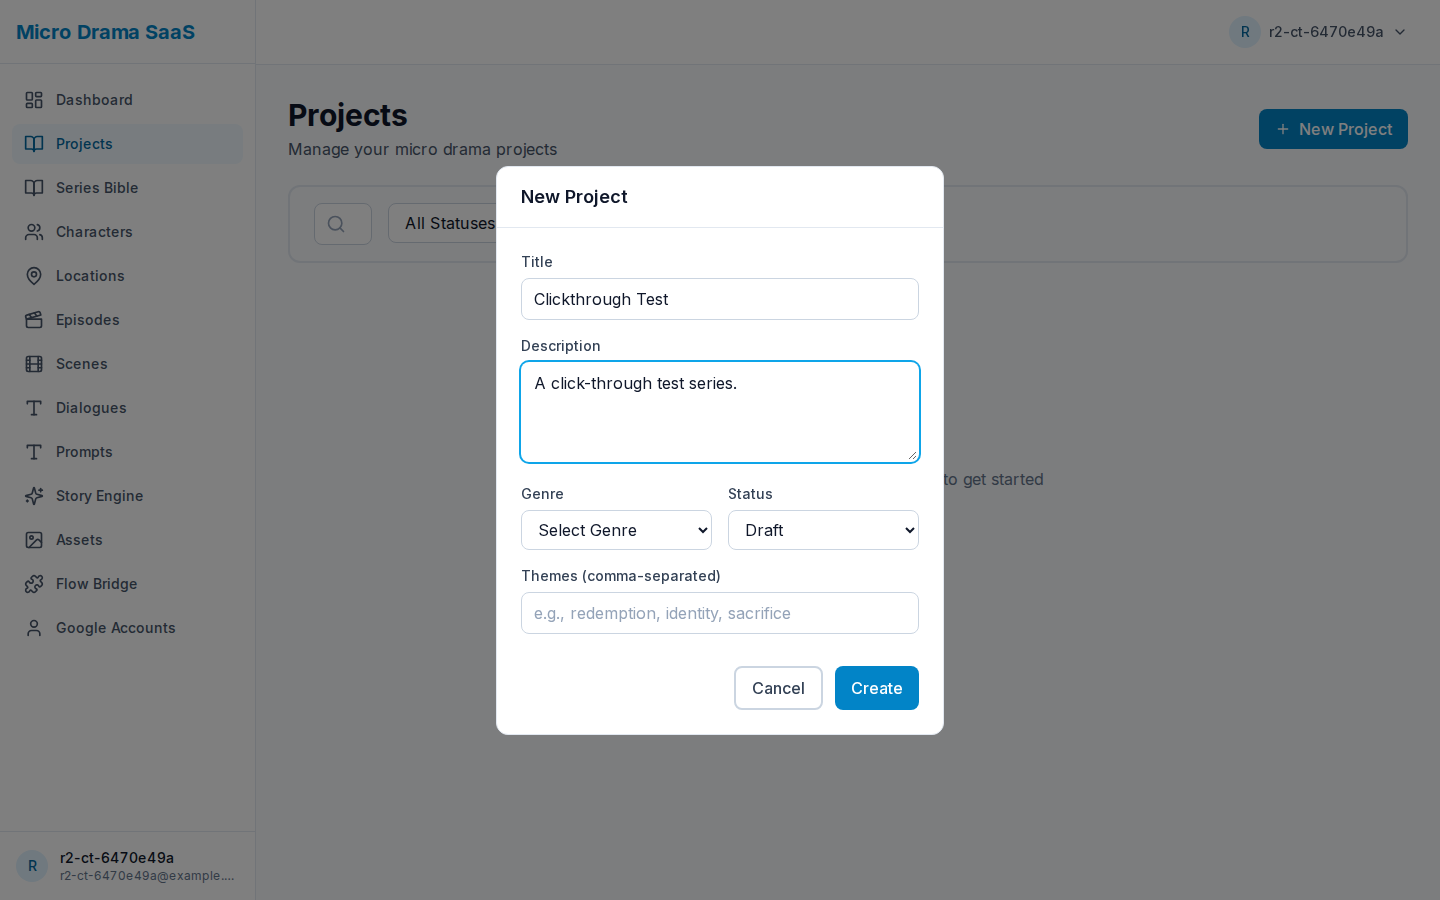 Micro Drama SaaS
R r2-ct-6470e49a
Dashboard
Projects
Series Bible
Characters
Locations
Episodes
Scenes
Dialogues
Prompts
Story Engine
Assets
Flow Bridge
Google Accounts
R r2-ct-6470e49a
r2-ct-6470e49a@example....
Projects
Manage your micro drama projects
New Project
All Statuses
to get started
New Project
Title
Clickthrough Test
Description
A click-through test series.
Genre Status
Select Genre Draft
Themes (comma-separated)
e.g., redemption, identity, sacrifice
Cancel Create